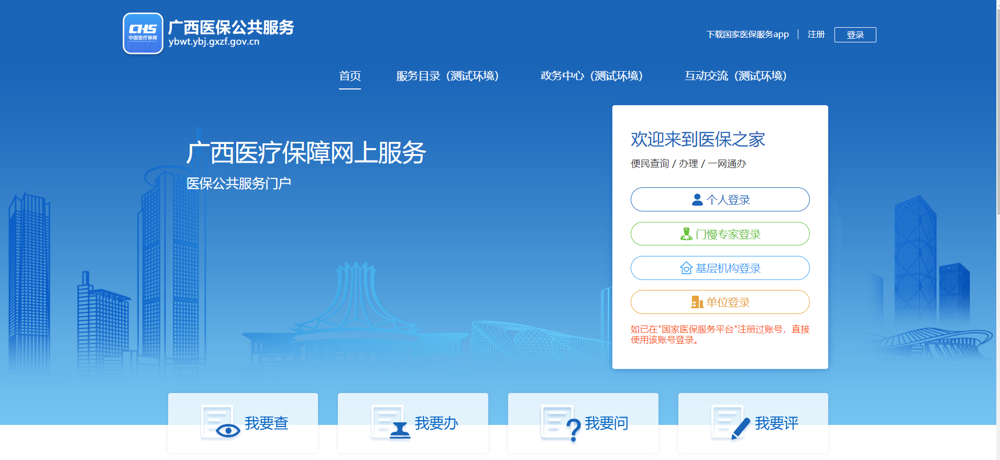 CHS
中国医疗保障
广西医保公共服务
ybwt.ybj.gxzf.gov.cn
下载国家医保服务app
注册
登录
首页
服务目录（测试环境）
政务中心（测试环境）
互动交流（测试环境）
广西医疗保障网上服务
医保公共服务门户
欢迎来到医保之家
便民查询 / 办理 / 一网通办
个人登录
门慢专家登录
基层机构登录
单位登录
如已在"国家医保服务平台"注册过账号，直接
使用该账号登录。
我要查
我要办
我要问
我要评